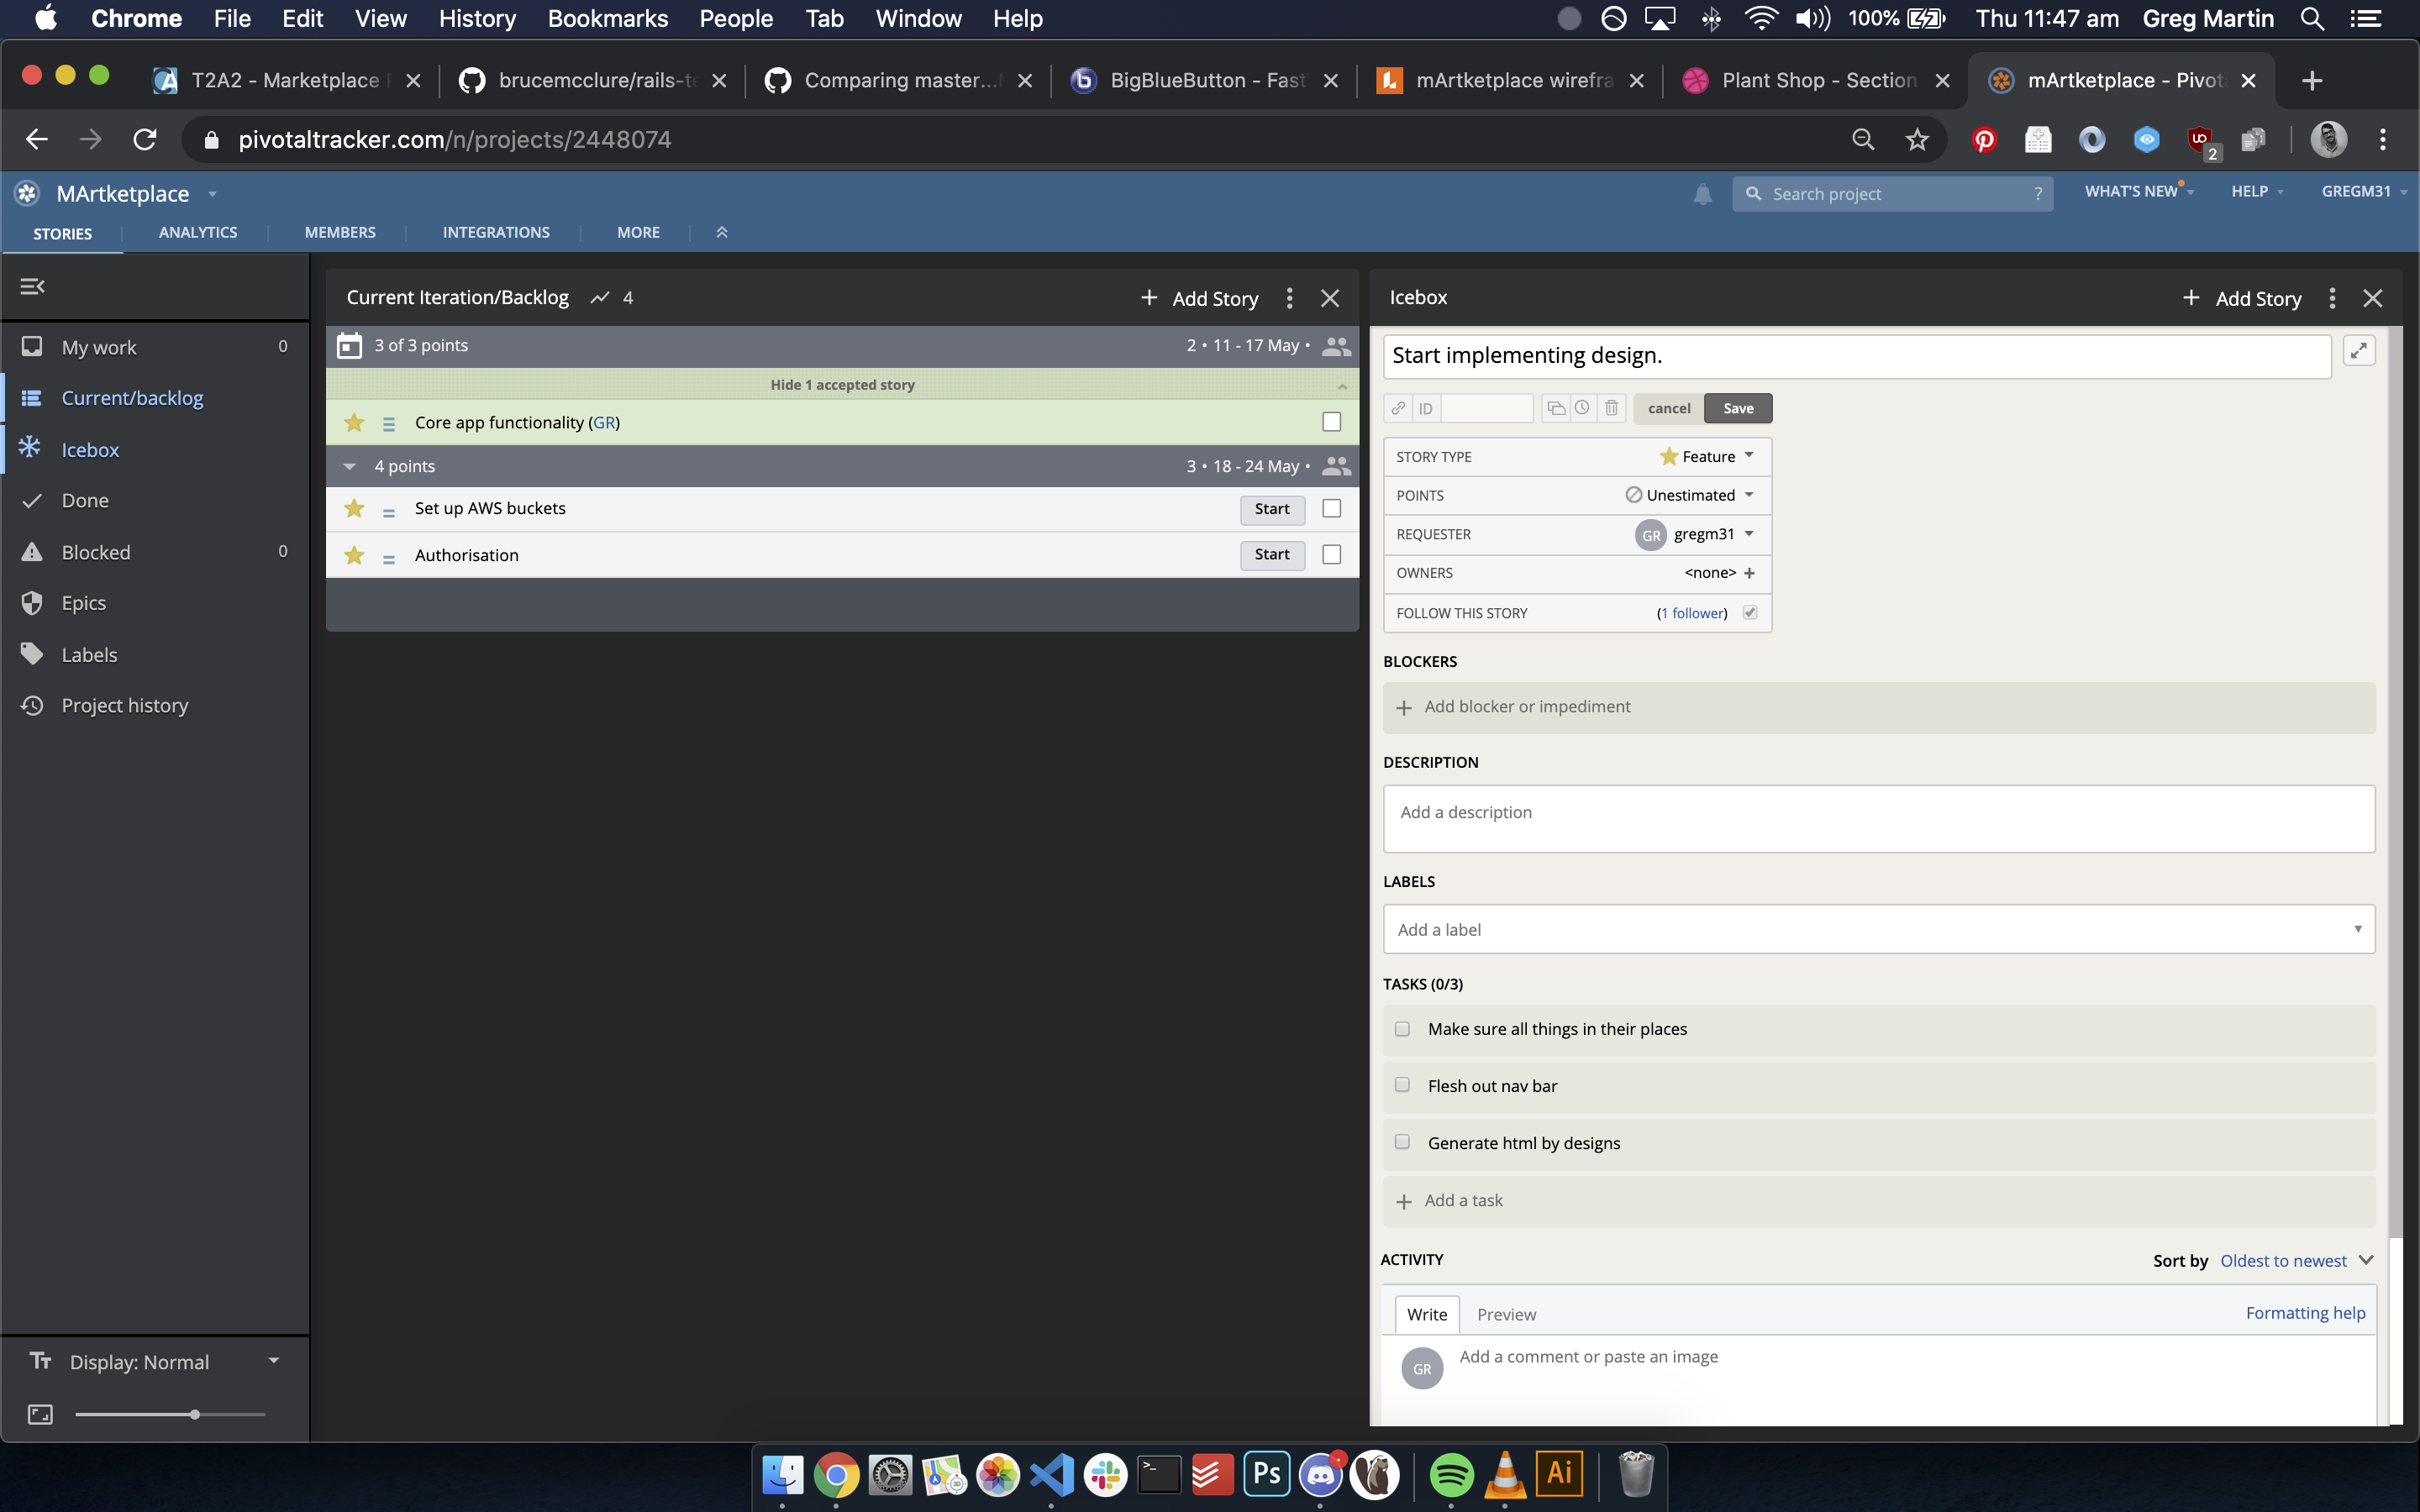 Chrome File Edit View History Bookmarks People Tab Window Help 100% Thu 11:47 am Greg Martin
T2A2 - Marketplace brucemcclure/rails-te Comparing master... BigBlueButton - Fast mArtketplace wirefra Plant Shop - Section mArtketplace - Pivot
pivotaltracker.com/n/projects/2448074 2
MArtketplace Search project ? WHAT'S NEW HELP GREGM31
STORIES ANALYTICS MEMBERS INTEGRATIONS MORE
My work 0
Current/backlog
Icebox
Done
Blocked 0
Epics
Labels
Project history
Display: Normal
Current Iteration/Backlog 4 + Add Story
3 of 3 points 2 • 11 - 17 May •
Hide 1 accepted story
Core app functionality (GR)
4 points 3 • 18 - 24 May •
Set up AWS buckets Start
Authorisation Start
Icebox + Add Story
Start implementing design.
ID cancel Save
STORY TYPE Feature
POINTS Unestimated
REQUESTER GR gregm31
OWNERS <none> +
FOLLOW THIS STORY (1 follower)
BLOCKERS
+ Add blocker or impediment
DESCRIPTION
Add a description
LABELS
Add a label
TASKS (0/3)
Make sure all things in their places
Flesh out nav bar
Generate html by designs
+ Add a task
ACTIVITY Sort by Oldest to newest
Write Preview Formatting help
GR Add a comment or paste an image
Ps Ai